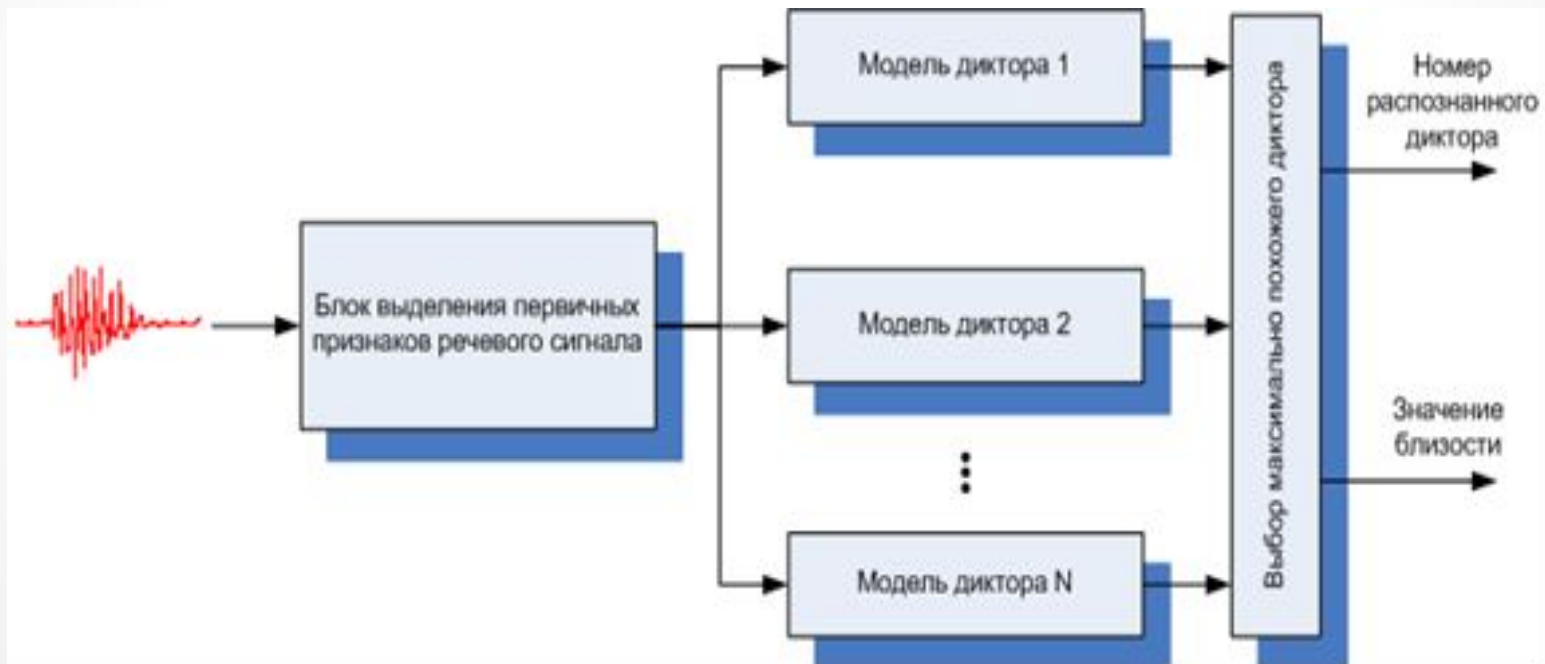 Блок выделения первичных
признаков речевого сигнала
Модель диктора 1
Модель диктора 2
Модель диктора N
Выбор максимально похожего диктора
Номер
распознанного
диктора
Значение
близости